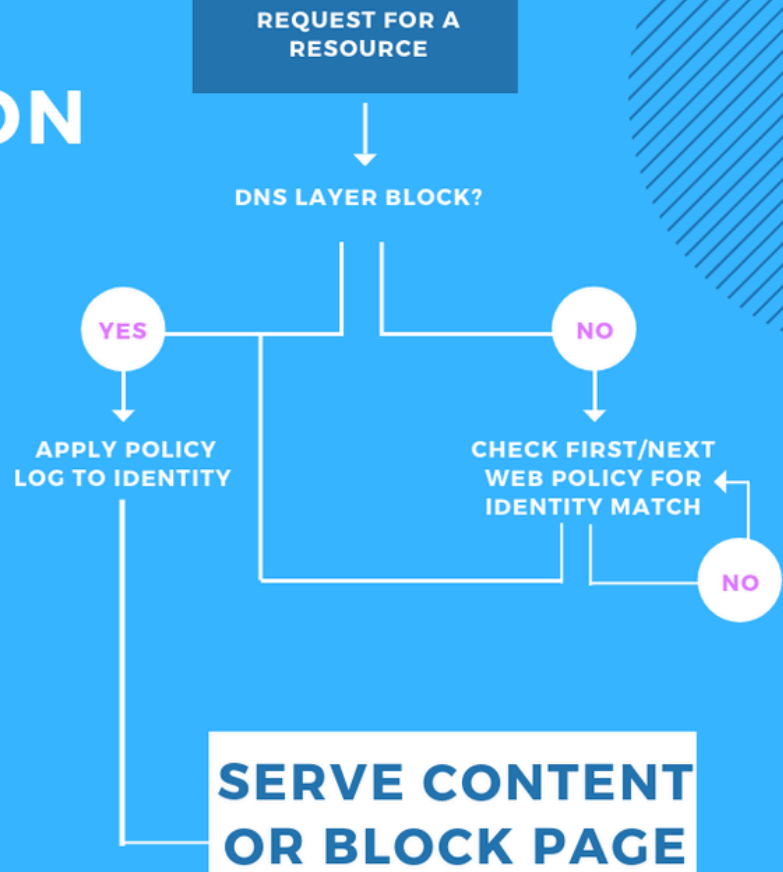 REQUEST FOR A
RESOURCE
ON
DNS LAYER BLOCK?
YES
NO
APPLY POLICY
LOG TO IDENTITY
CHECK FIRST/NEXT
WEB POLICY FOR
IDENTITY MATCH
NO
SERVE CONTENT
OR BLOCK PAGE